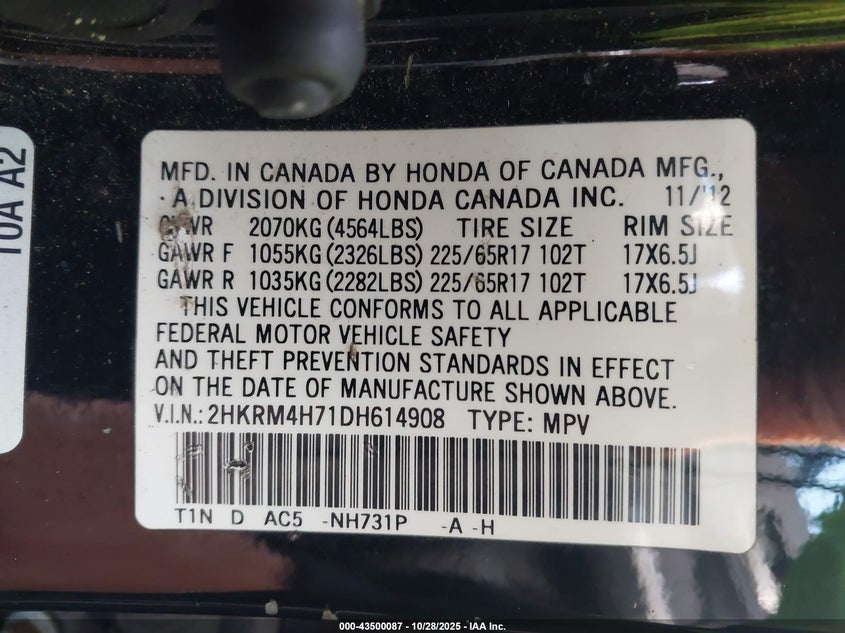 10A A2
MFD. IN CANADA BY HONDA OF CANADA MFG.,
A DIVISION OF HONDA CANADA INC. 11/12
GVWR 2070KG (4564LBS) TIRE SIZE RIM SIZE
GAWR F 1055KG (2326LBS) 225/65R17 102T 17X6.5J
GAWR R 1035KG (2282LBS) 225/65R17 102T 17X6.5J
THIS VEHICLE CONFORMS TO ALL APPLICABLE
FEDERAL MOTOR VEHICLE SAFETY
AND THEFT PREVENTION STANDARDS IN EFFECT
ON THE DATE OF MANUFACTURE SHOWN ABOVE.
V.I.N.: 2HKRM4H71DH614908 TYPE: MPV
T1N D AC5 -NH731P -A -H
000-43500087 - 10/28/2025 - IAA Inc.